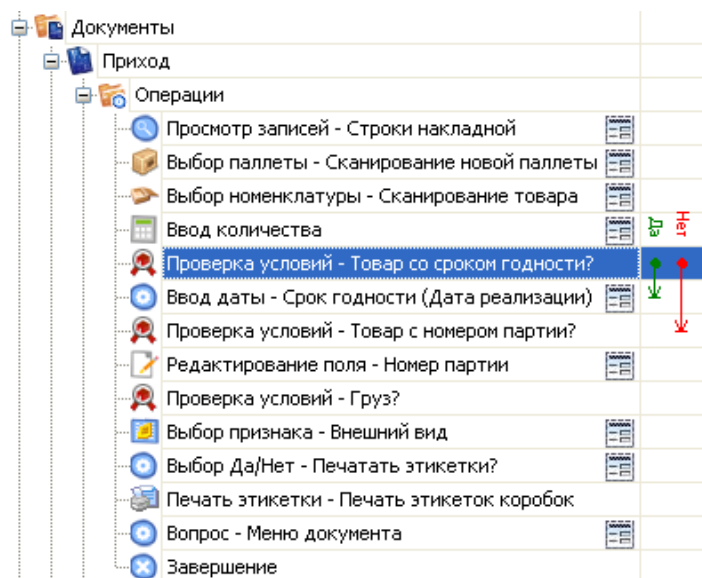 Документы
Приход
Операции
Просмотр записей - Строки накладной
Выбор паллеты - Сканирование новой паллеты
Выбор номенклатуры - Сканирование товара
Ввод количества
Да
Нет
Проверка условий - Товар со сроком годности?
Ввод даты - Срок годности (Дата реализации)
Проверка условий - Товар с номером партии?
Редактирование поля - Номер партии
Проверка условий - Груз?
Выбор признака - Внешний вид
Выбор Да/Нет - Печатать этикетки?
Печать этикетки - Печать этикеток коробок
Вопрос - Меню документа
Завершение